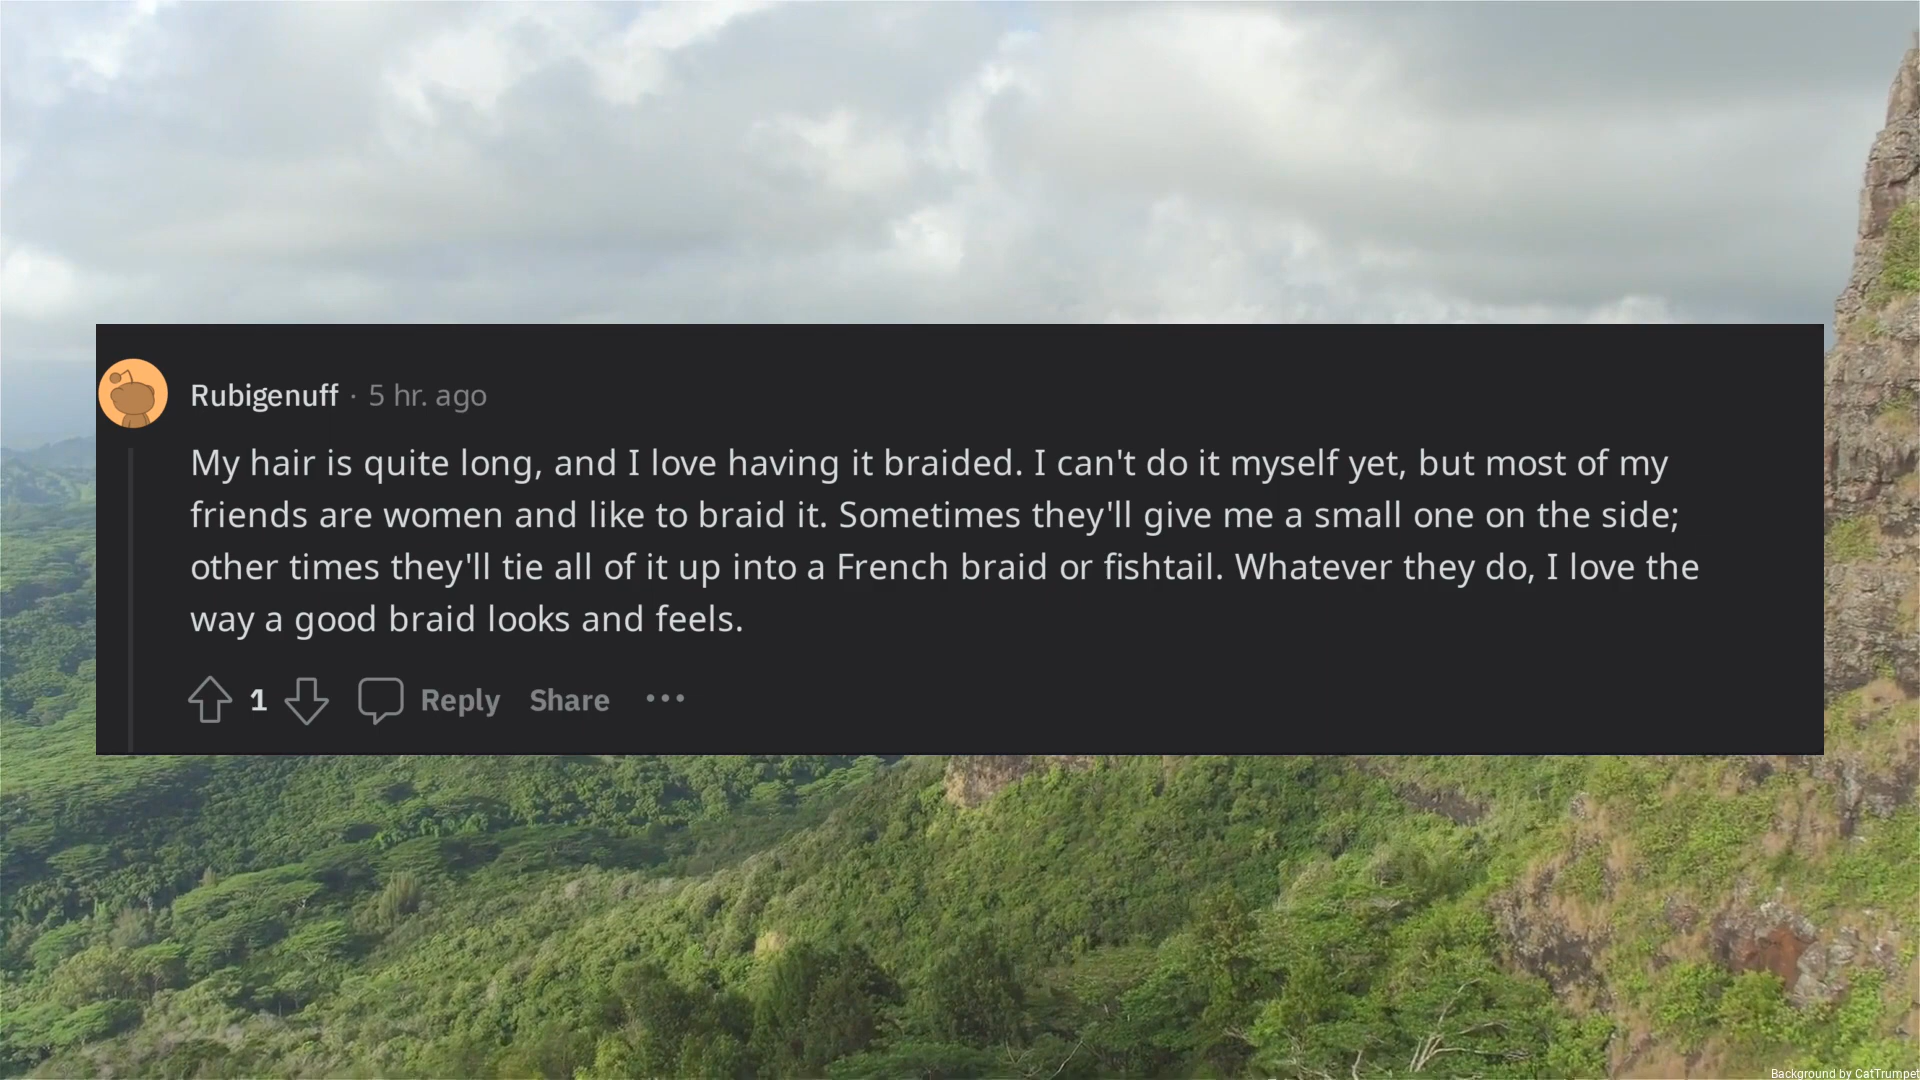 Rubigenuff · 5 hr. ago
My hair is quite long, and I love having it braided. I can't do it myself yet, but most of my
friends are women and like to braid it. Sometimes they'll give me a small one on the side;
other times they'll tie all of it up into a French braid or fishtail. Whatever they do, I love the
way a good braid looks and feels.
1 Reply Share ···
Background by CatTrumpet